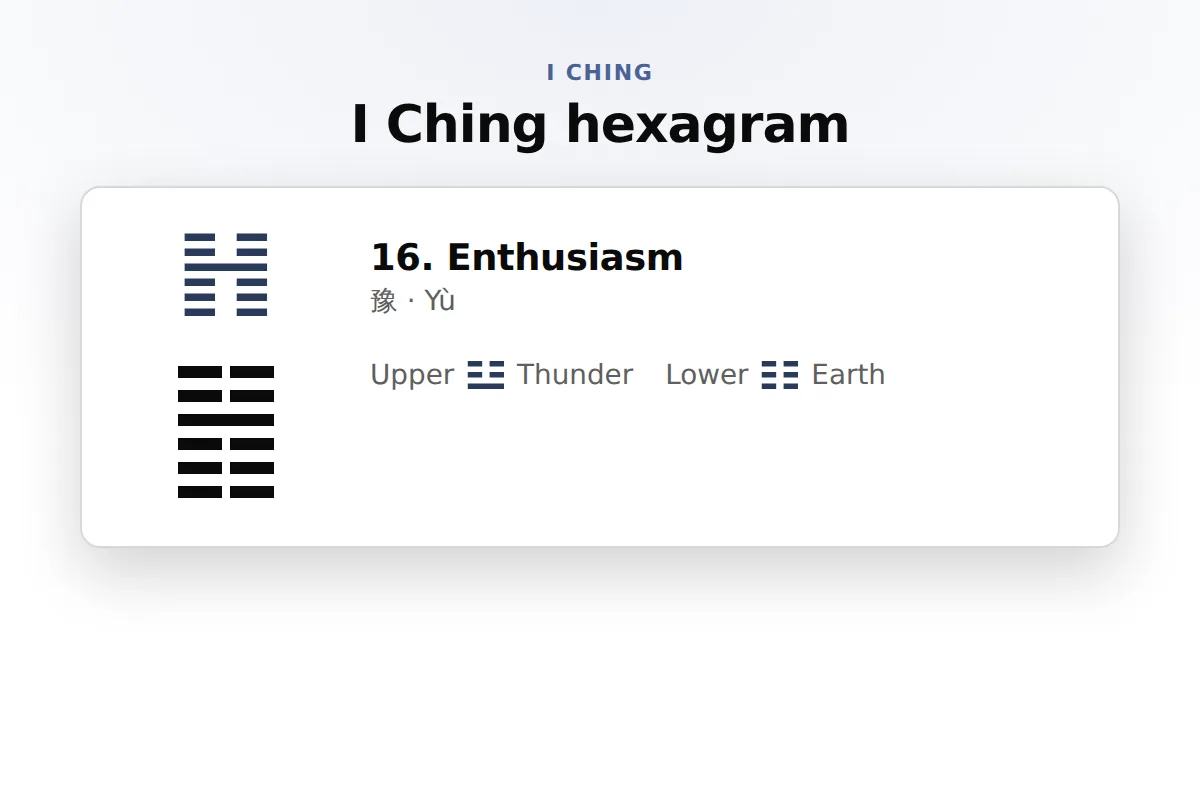 I CHING
I Ching hexagram
䷏
16. Enthusiasm
豫 · Yù
Upper ☳ Thunder Lower ☷ Earth